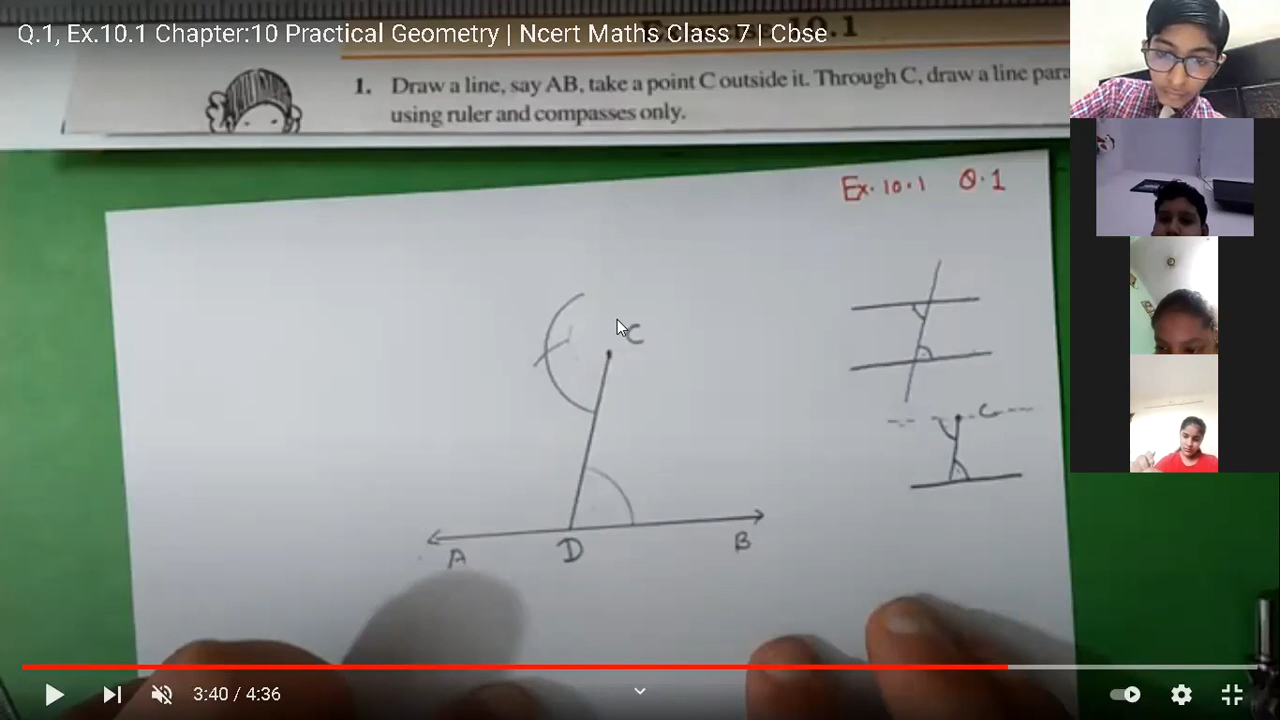 Q.1, Ex.10.1 Chapter:10 Practical Geometry | Ncert Maths Class 7 | Cbse
1. Draw a line, say AB, take a point C outside it. Through C, draw a line
using ruler and compasses only.
Ex. 10.1 Q.1
C
C
A
D
B
3:40 / 4:36